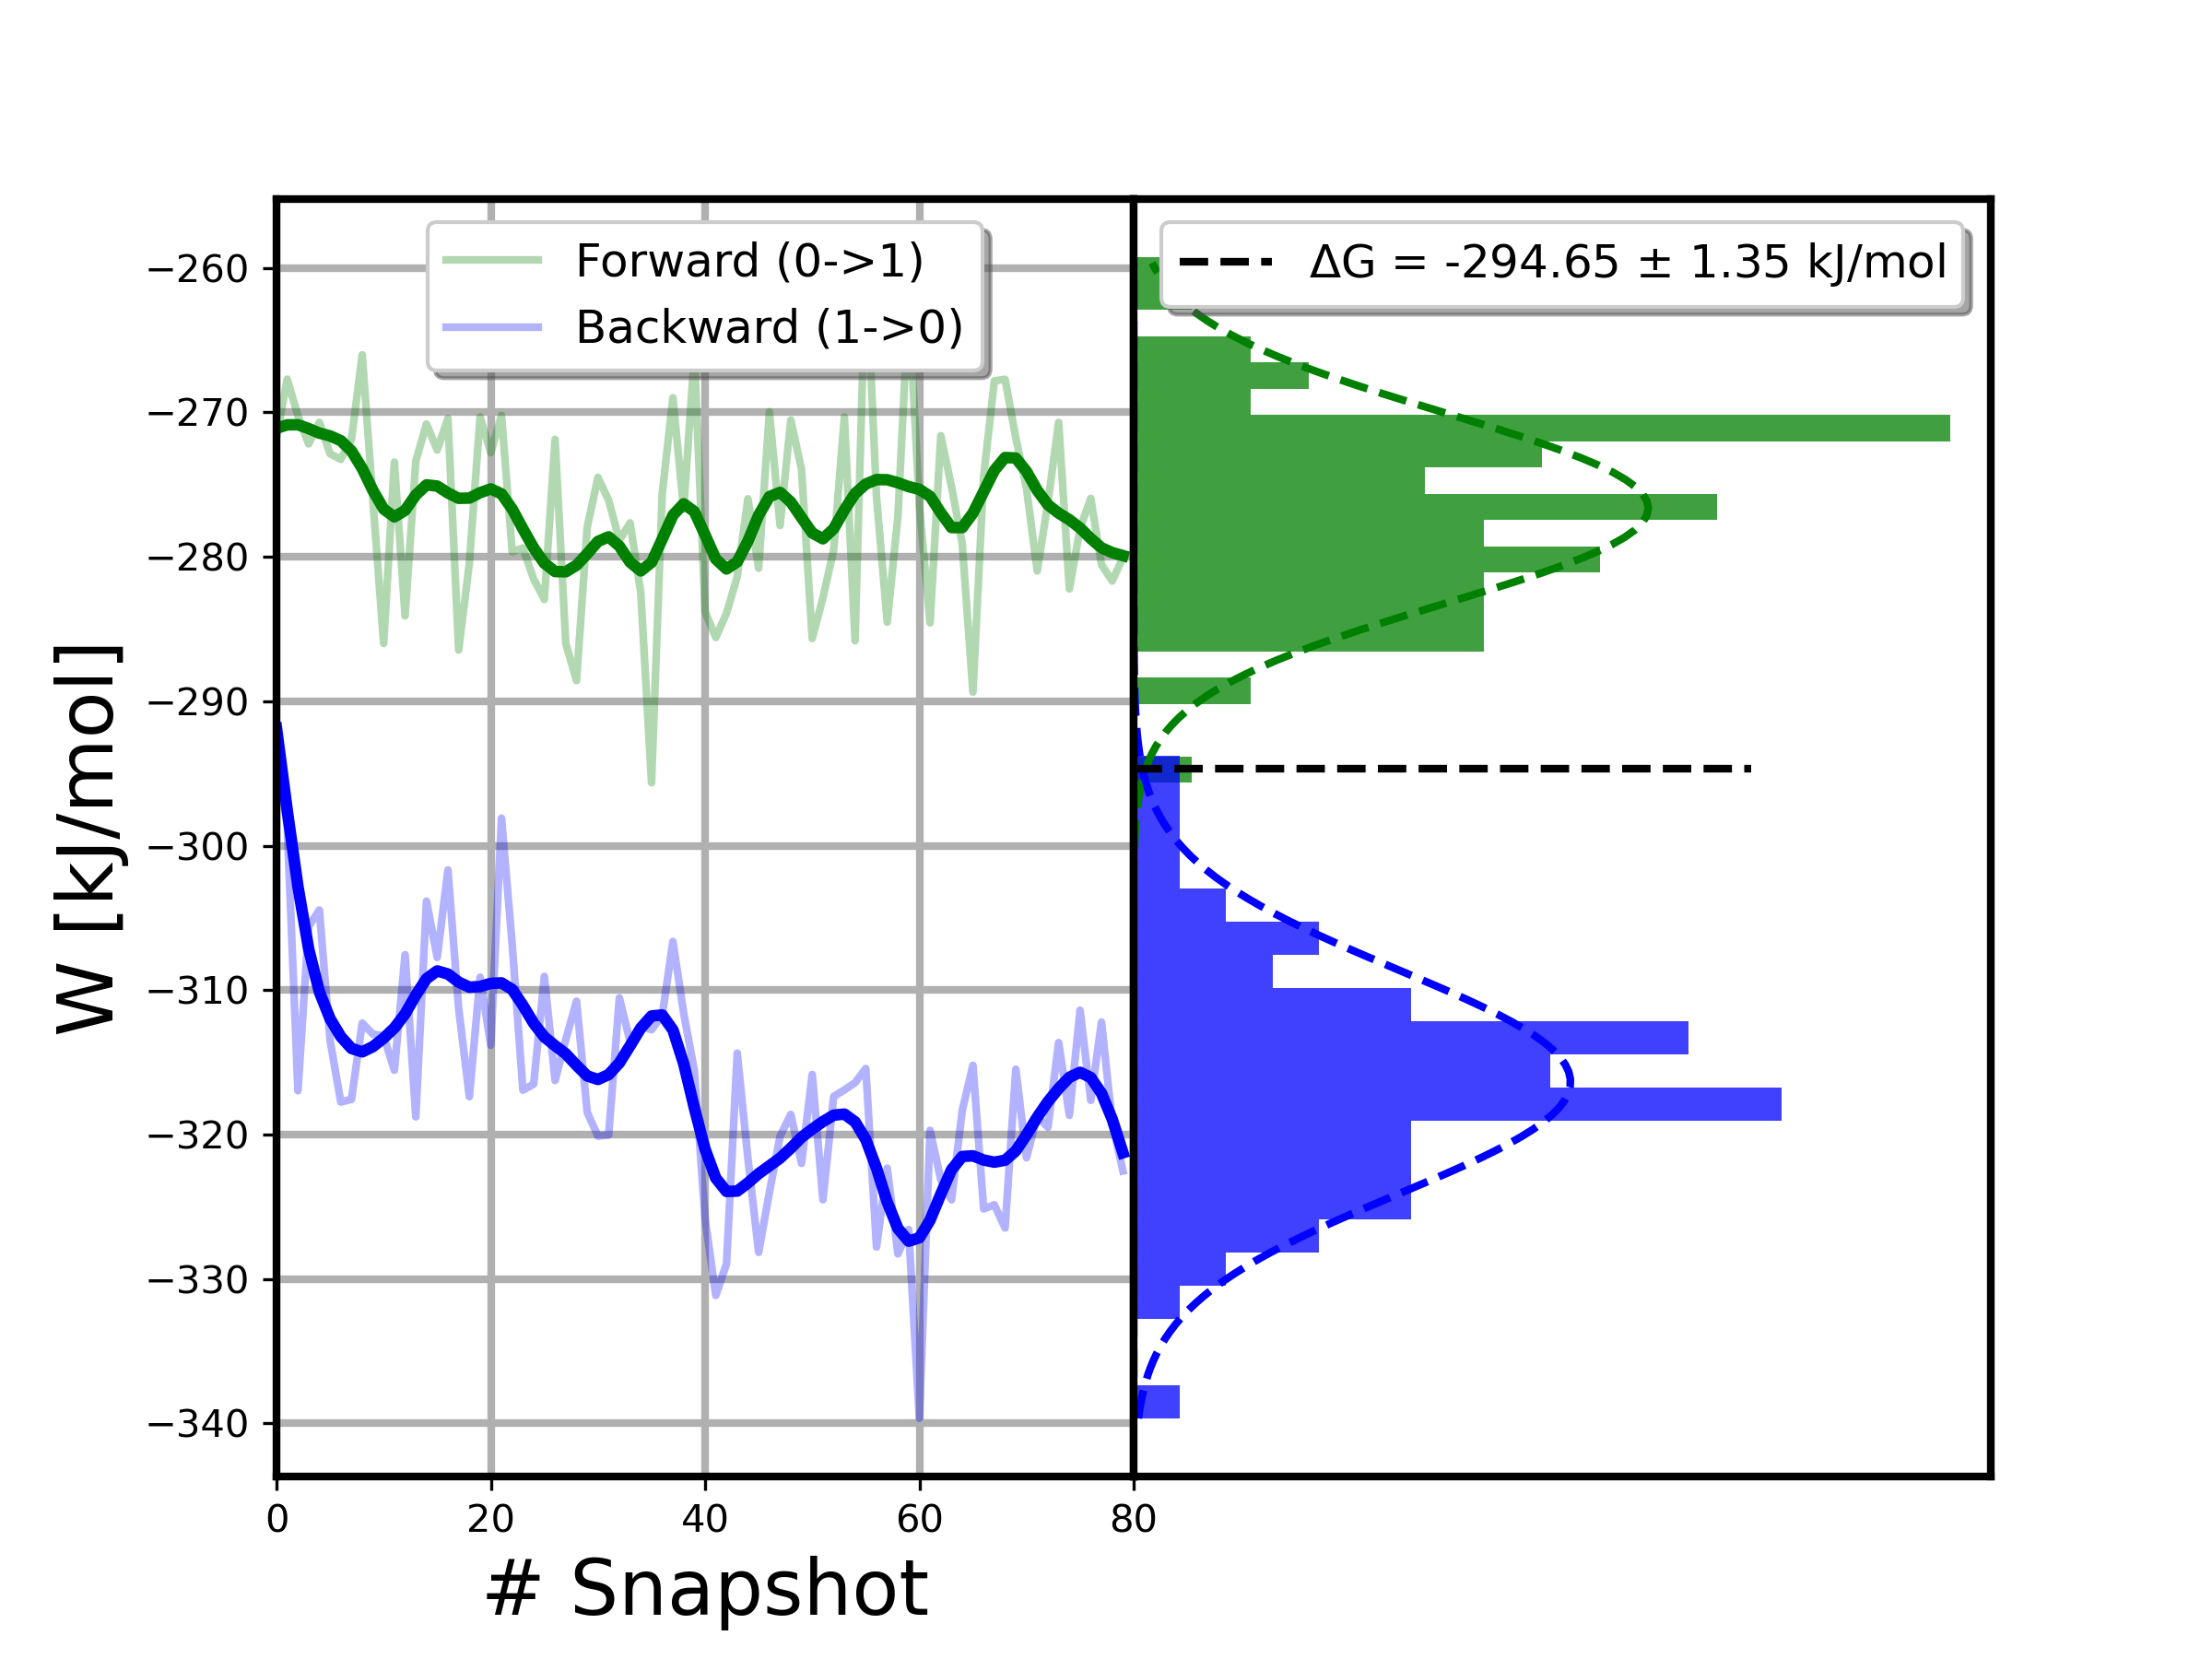 Forward (0->1)
Backward (1->0)
ΔG = -294.65 ± 1.35 kJ/mol
W [kJ/mol]
−260
−270
−280
−290
−300
−310
−320
−330
−340
0 20 40 60 80
# Snapshot